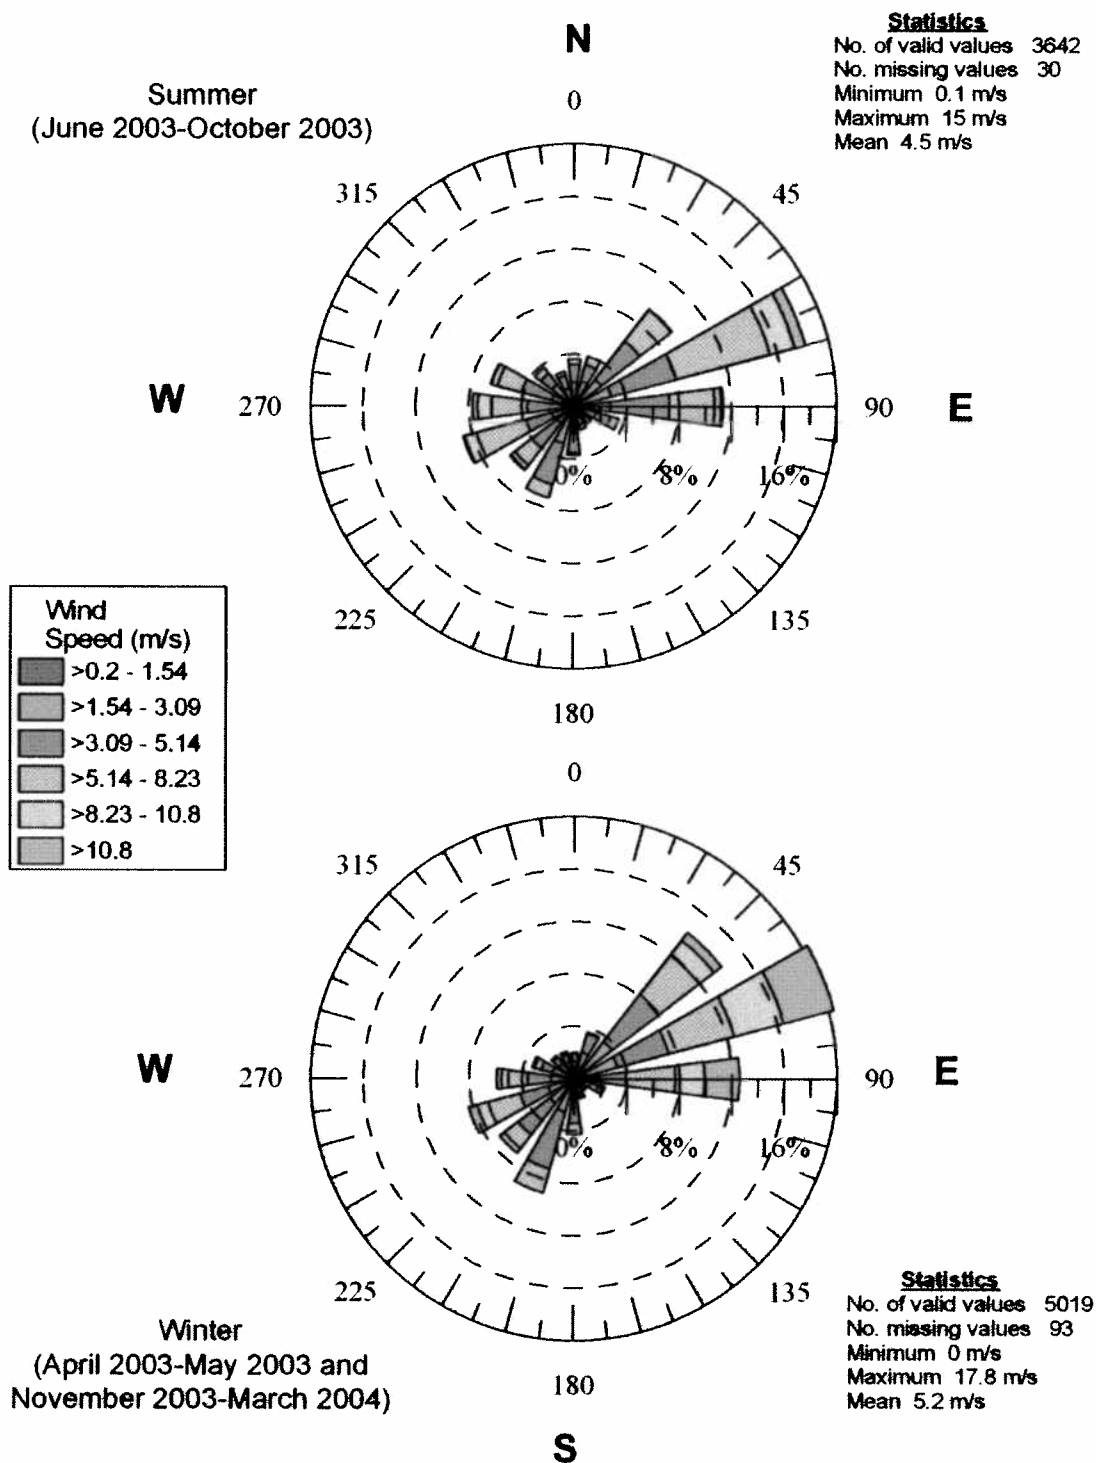 N
Statistics
No. of valid values 3642
No. missing values 30
Minimum 0.1 m/s
Maximum 15 m/s
Mean 4.5 m/s
Summer
(June 2003-October 2003)
0
315
45
W
270
90
E
0%
8%
16%
225
135
180
Wind
Speed (m/s)
>0.2 - 1.54
>1.54 - 3.09
>3.09 - 5.14
>5.14 - 8.23
>8.23 - 10.8
>10.8
0
315
45
W
270
90
E
0%
8%
16%
225
135
180
S
Winter
(April 2003-May 2003 and
November 2003-March 2004)
Statistics
No. of valid values 5019
No. missing values 93
Minimum 0 m/s
Maximum 17.8 m/s
Mean 5.2 m/s